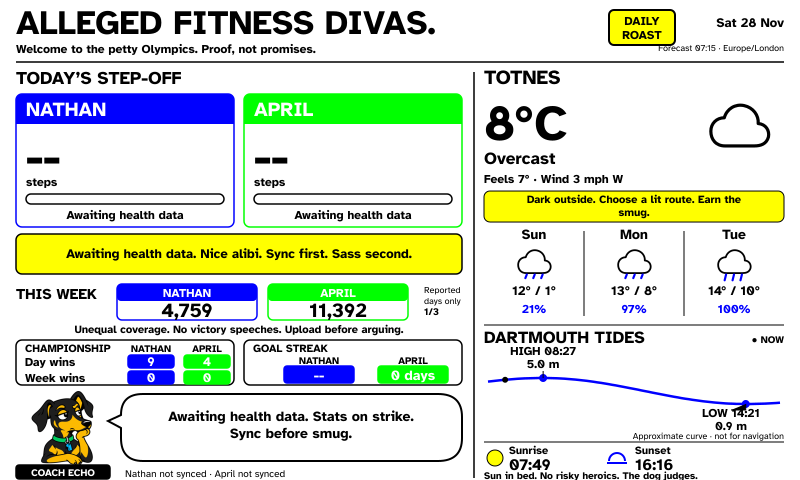 ALLEGED FITNESS DIVAS.
Welcome to the petty Olympics. Proof, not promises.
DAILY
ROAST
Sat 28 Nov
Forecast 07:15 · Europe/London
TODAY'S STEP-OFF
NATHAN
--
steps
Awaiting health data
APRIL
--
steps
Awaiting health data
Awaiting health data. Nice alibi. Sync first. Sass second.
THIS WEEK
NATHAN
4,759
APRIL
11,392
Reported
days only
1/3
Unequal coverage. No victory speeches. Upload before arguing.
CHAMPIONSHIP NATHAN APRIL
Day wins 9 4
Week wins 0 0
GOAL STREAK
NATHAN APRIL
-- 0 days
Awaiting health data. Stats on strike.
Sync before smug.
COACH ECHO
Nathan not synced · April not synced
TOTNES
8°C
Overcast
Feels 7° · Wind 3 mph W
Dark outside. Choose a lit route. Earn the
smug.
Sun Mon Tue
12° / 1° 13° / 8° 14° / 10°
21% 97% 100%
DARTMOUTH TIDES
● NOW
HIGH 08:27
5.0 m
LOW 14:21
0.9 m
Approximate curve · not for navigation
Sunrise
07:49
Sunset
16:16
Sun in bed. No risky heroics. The dog judges.